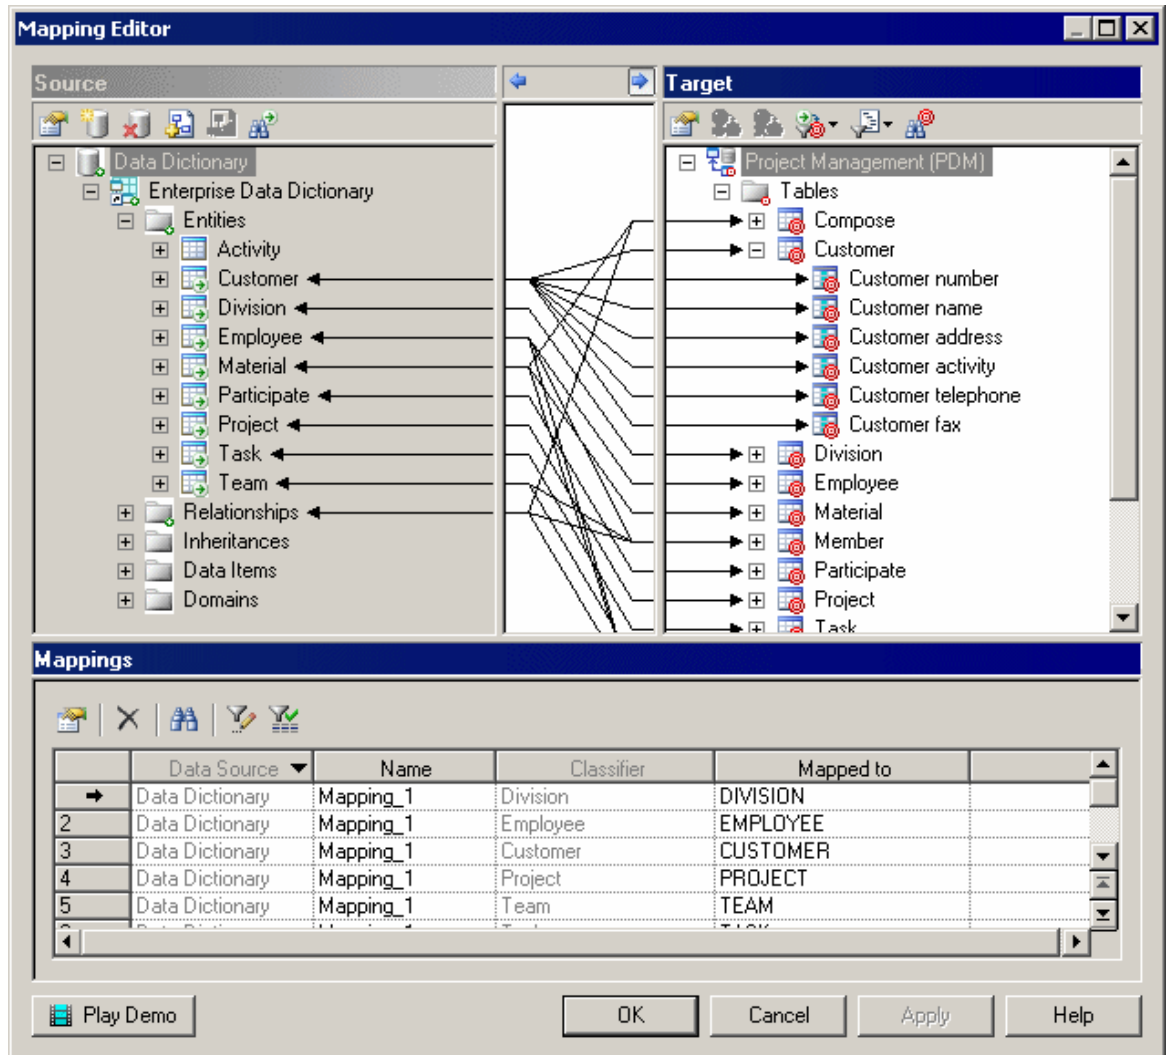 Mapping Editor
Source
Target
Data Dictionary
Enterprise Data Dictionary
Entities
Activity
Customer
Division
Employee
Material
Participate
Project
Task
Team
Relationships
Inheritances
Data Items
Domains
Project Management (PDM)
Tables
Compose
Customer
Customer number
Customer name
Customer address
Customer activity
Customer telephone
Customer fax
Division
Employee
Material
Member
Participate
Project
Task
Mappings
Data Source Name Classifier Mapped to
Data Dictionary Mapping_1 Division DIVISION
2 Data Dictionary Mapping_1 Employee EMPLOYEE
3 Data Dictionary Mapping_1 Customer CUSTOMER
4 Data Dictionary Mapping_1 Project PROJECT
5 Data Dictionary Mapping_1 Team TEAM
Play Demo OK Cancel Apply Help